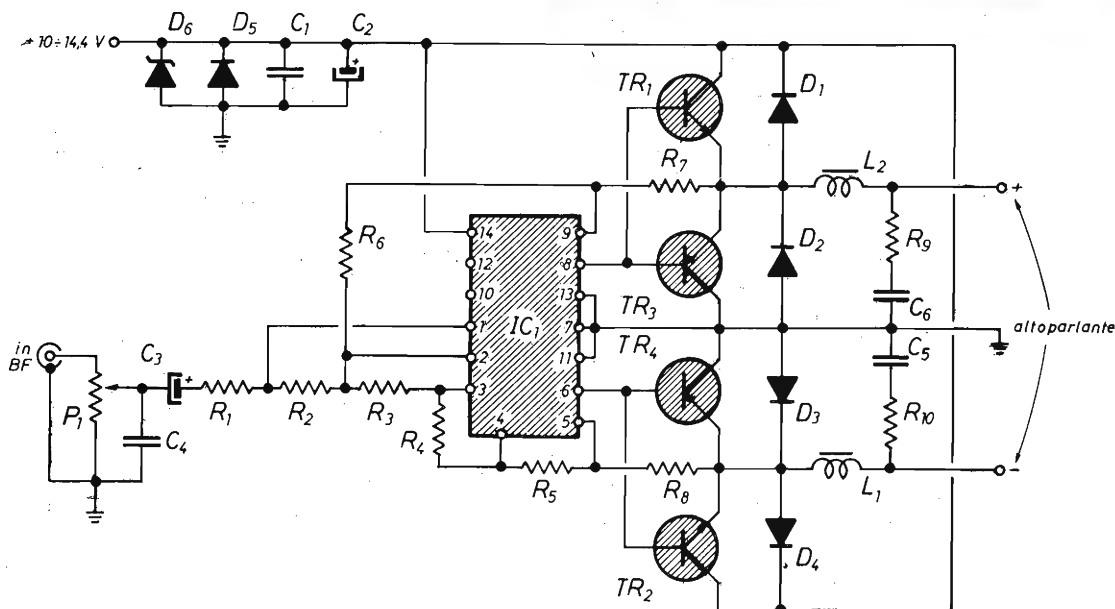 + 10÷14,4 V
D6
D5
C1
C2
TR1
D1
R7
L2
R6
14
12
10
1
2
3
4
IC1
9
8
13
7
11
6
5
TR3
TR4
D2
R9
C6
altoparlante
C5
R10
+
-
in
BF
P1
C3
+
C4
R1
R2
R3
R4
R5
R8
D3
L1
TR2
D4
+